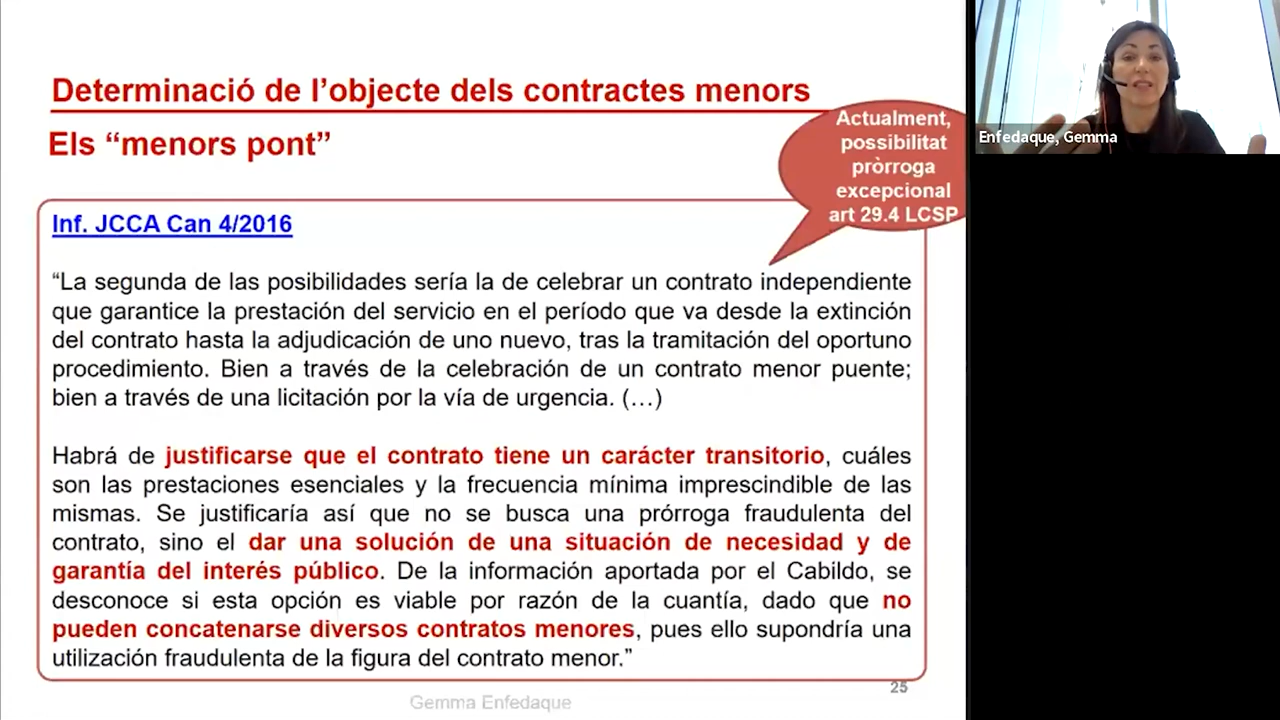 Determinació de l’objecte dels contractes menors
Els “menors pont”
Actualment,
possibilitat
pròrroga
excepcional
art 29.4 LCSP
Enfedaque, Gemma
Inf. JCCA Can 4/2016
“La segunda de las posibilidades sería la de celebrar un contrato independiente
que garantice la prestación del servicio en el período que va desde la extinción
del contrato hasta la adjudicación de uno nuevo, tras la tramitación del oportuno
procedimiento. Bien a través de la celebración de un contrato menor puente;
bien a través de una licitación por la vía de urgencia. (…)
Habrá de justificarse que el contrato tiene un carácter transitorio, cuáles
son las prestaciones esenciales y la frecuencia mínima imprescindible de las
mismas. Se justificaría así que no se busca una prórroga fraudulenta del
contrato, sino el dar una solución de una situación de necesidad y de
garantía del interés público. De la información aportada por el Cabildo, se
desconoce si esta opción es viable por razón de la cuantía, dado que no
pueden concatenarse diversos contratos menores, pues ello supondría una
utilización fraudulenta de la figura del contrato menor.”
25
Gemma Enfedaque